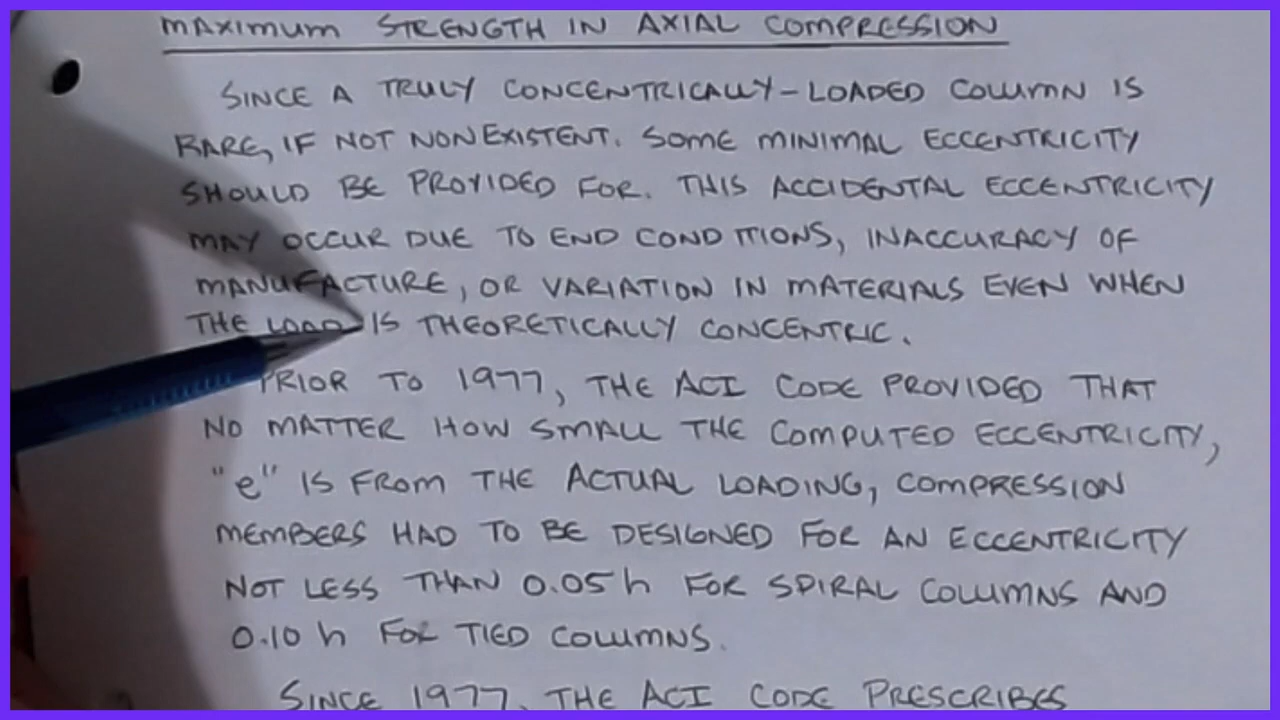 MAXIMUM STRENGTH IN AXIAL COMPRESSION
SINCE A TRULY CONCENTRICALLY-LOADED COLUMN IS
RARE, IF NOT NONEXISTENT. SOME MINIMAL ECCENTRICITY
SHOULD BE PROVIDED FOR. THIS ACCIDENTAL ECCENTRICITY
MAY OCCUR DUE TO END CONDITIONS, INACCURACY OF
MANUFACTURE, OR VARIATION IN MATERIALS EVEN WHEN
THE LOAD IS THEORETICALLY CONCENTRIC.
PRIOR TO 1977, THE ACI CODE PROVIDED THAT
NO MATTER HOW SMALL THE COMPUTED ECCENTRICITY,
"e" IS FROM THE ACTUAL LOADING, COMPRESSION
MEMBERS HAD TO BE DESIGNED FOR AN ECCENTRICITY
NOT LESS THAN 0.05h FOR SPIRAL COLUMNS AND
0.10 h FOR TIED COLUMNS.
SINCE 1977, THE ACI CODE PRESCRIBES